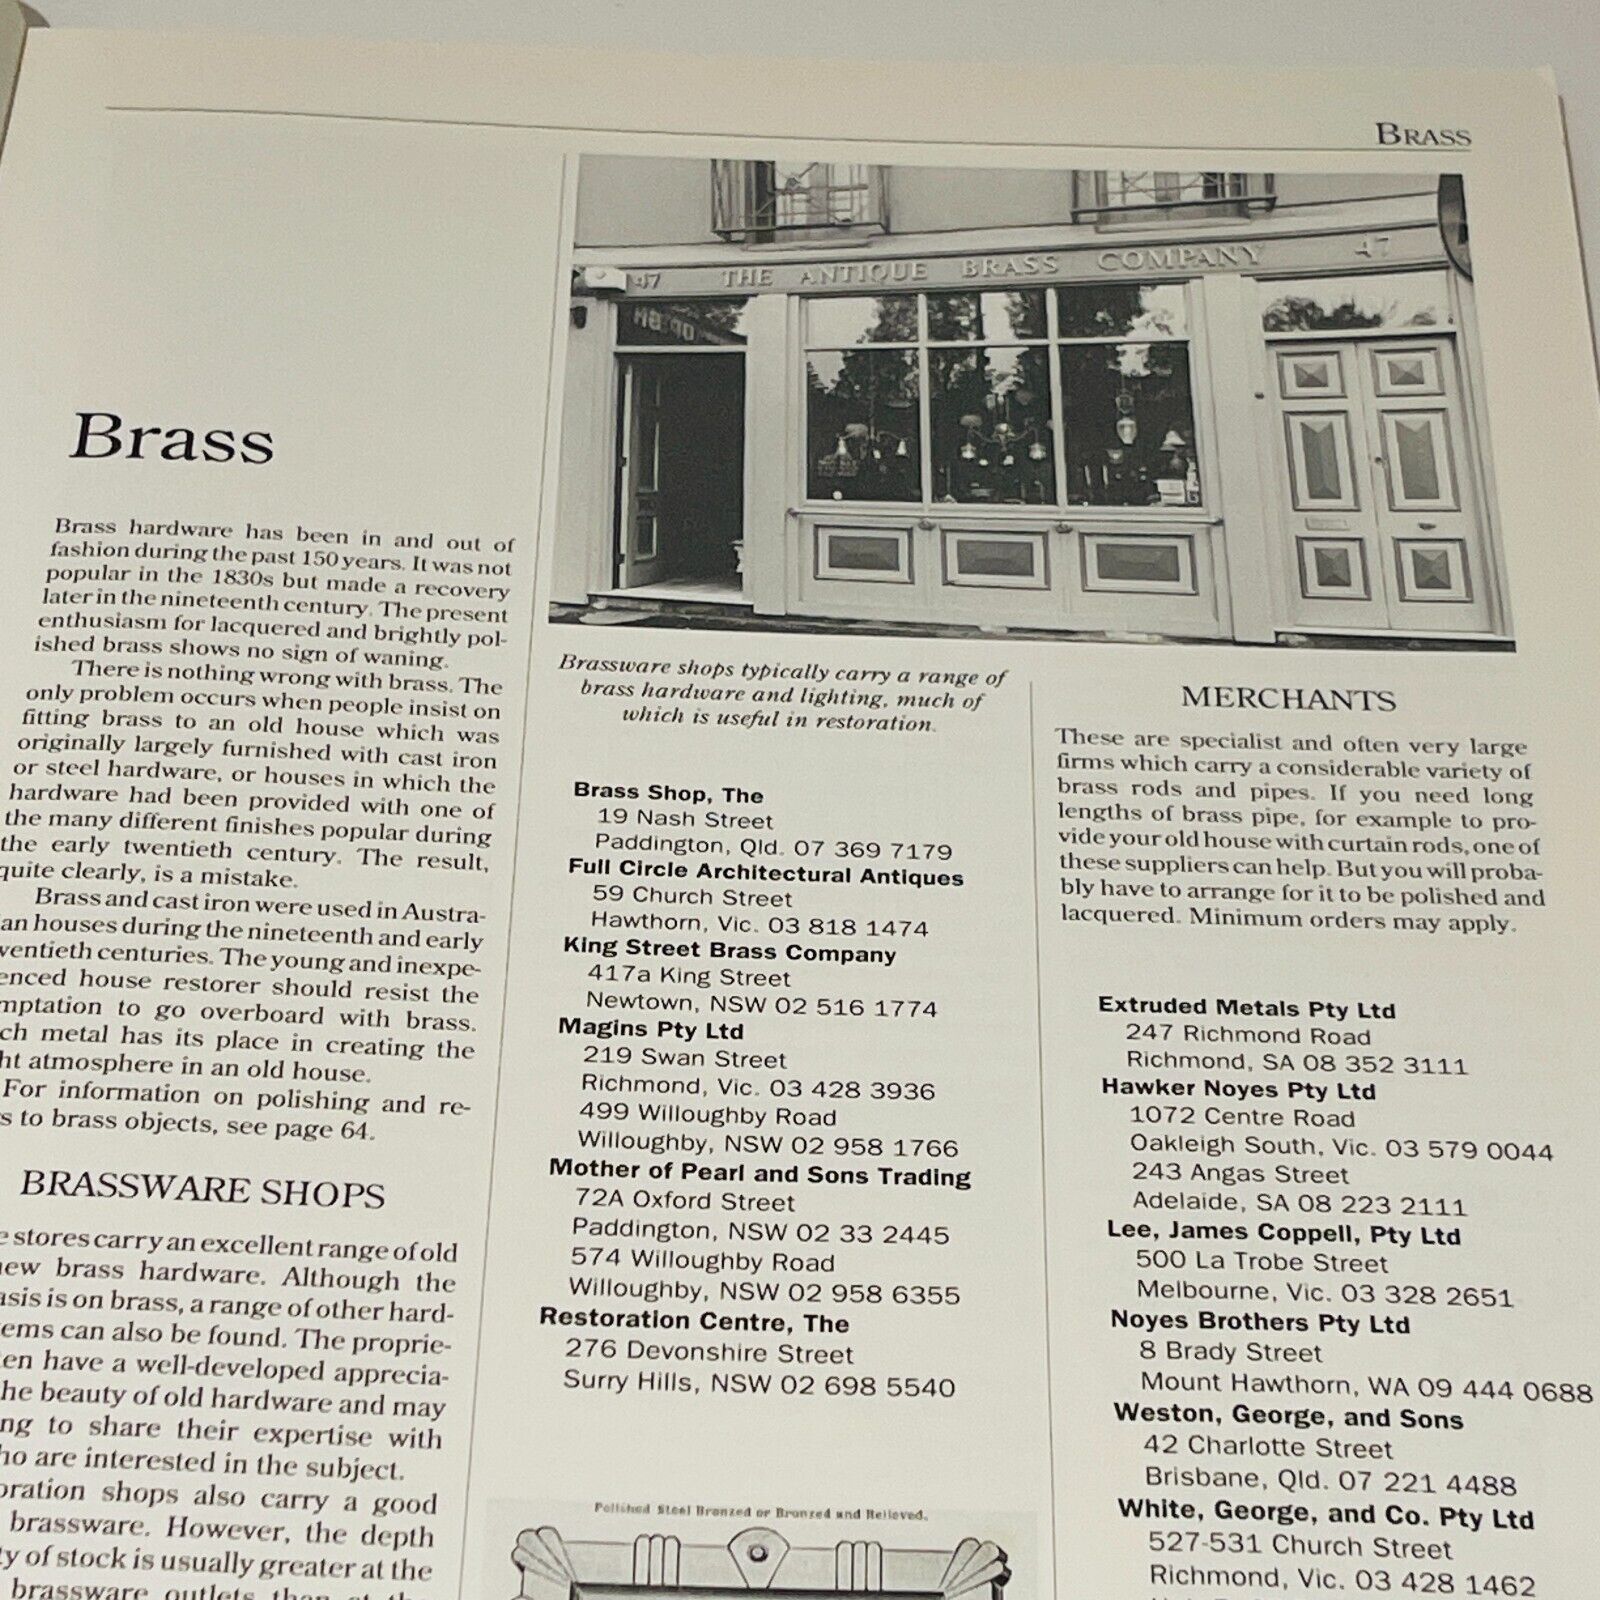 BRASS
47 THE ANTIQUE BRASS COMPANY 47
Brass
Brass hardware has been in and out of
fashion during the past 150 years. It was not
popular in the 1830s but made a recovery
later in the nineteenth century. The present
enthusiasm for lacquered and brightly pol-
ished brass shows no sign of waning.
There is nothing wrong with brass. The
only problem occurs when people insist on
fitting brass to an old house which was
originally largely furnished with cast iron
or steel hardware, or houses in which the
hardware had been provided with one of
the many different finishes popular during
the early twentieth century. The result,
quite clearly, is a mistake.
Brass and cast iron were used in Austra-
an houses during the nineteenth and early
wentieth centuries. The young and inexpe-
enced house restorer should resist the
mptation to go overboard with brass.
ch metal has its place in creating the
ht atmosphere in an old house.
For information on polishing and re-
s to brass objects, see page 64.
BRASSWARE SHOPS
e stores carry an excellent range of old
new brass hardware. Although the
asis is on brass, a range of other hard-
ems can also be found. The proprie-
en have a well-developed apprecia-
he beauty of old hardware and may
ng to share their expertise with
ho are interested in the subject.
oration shops also carry a good
brassware. However, the depth
ty of stock is usually greater at the
brassware outlets than at the
Brassware shops typically carry a range of
brass hardware and lighting, much of
which is useful in restoration.
Brass Shop, The
19 Nash Street
Paddington, Qld. 07 369 7179
Full Circle Architectural Antiques
59 Church Street
Hawthorn, Vic. 03 818 1474
King Street Brass Company
417a King Street
Newtown, NSW 02 516 1774
Magins Pty Ltd
219 Swan Street
Richmond, Vic. 03 428 3936
499 Willoughby Road
Willoughby, NSW 02 958 1766
Mother of Pearl and Sons Trading
72A Oxford Street
Paddington, NSW 02 33 2445
574 Willoughby Road
Willoughby, NSW 02 958 6355
Restoration Centre, The
276 Devonshire Street
Surry Hills, NSW 02 698 5540
Polished Steel Bronzed or Bronzed and Relieved.
MERCHANTS
These are specialist and often very large
firms which carry a considerable variety of
brass rods and pipes. If you need long
lengths of brass pipe, for example to pro-
vide your old house with curtain rods, one of
these suppliers can help. But you will proba-
bly have to arrange for it to be polished and
lacquered. Minimum orders may apply.
Extruded Metals Pty Ltd
247 Richmond Road
Richmond, SA 08 352 3111
Hawker Noyes Pty Ltd
1072 Centre Road
Oakleigh South, Vic. 03 579 0044
243 Angas Street
Adelaide, SA 08 223 2111
Lee, James Coppell, Pty Ltd
500 La Trobe Street
Melbourne, Vic. 03 328 2651
Noyes Brothers Pty Ltd
8 Brady Street
Mount Hawthorn, WA 09 444 0688
Weston, George, and Sons
42 Charlotte Street
Brisbane, Qld. 07 221 4488
White, George, and Co. Pty Ltd
527-531 Church Street
Richmond, Vic. 03 428 1462